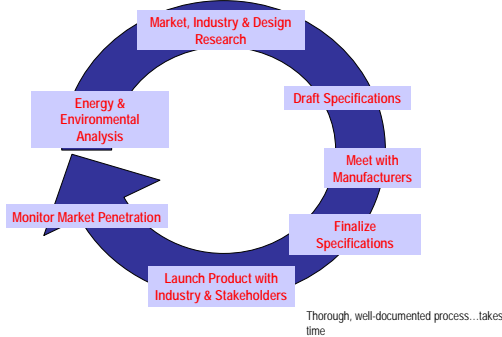 Market, Industry & Design
Research
Energy &
Environmental
Analysis
Draft Specifications
Meet with
Manufacturers
Monitor Market Penetration
Finalize
Specifications
Launch Product with
Industry & Stakeholders
Thorough, well-documented process…takes
time